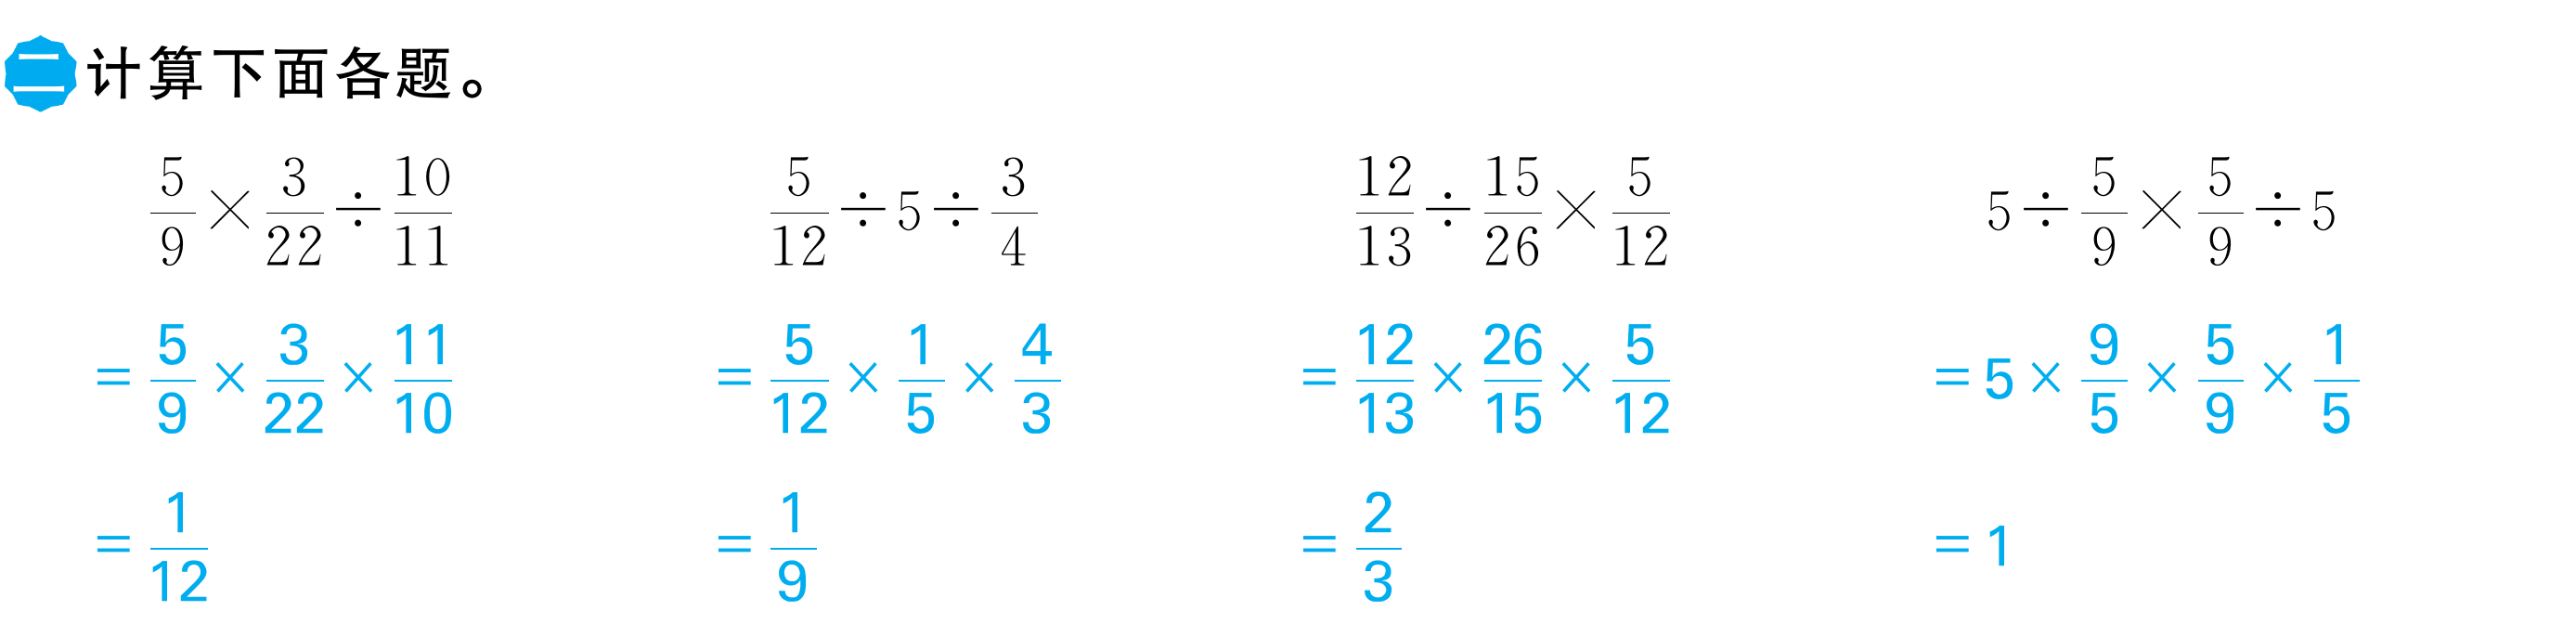 二 计算下面各题。
5/9 × 3/22 ÷ 10/11    5/12 ÷ 5 ÷ 3/4    12/13 ÷ 15/26 × 5/12    5 ÷ 5/9 × 5/9 ÷ 5
= 5/9 × 3/22 × 11/10    = 5/12 × 1/5 × 4/3    = 12/13 × 26/15 × 5/12    = 5 × 9/5 × 5/9 × 1/5
= 1/12    = 1/9    = 2/3    = 1